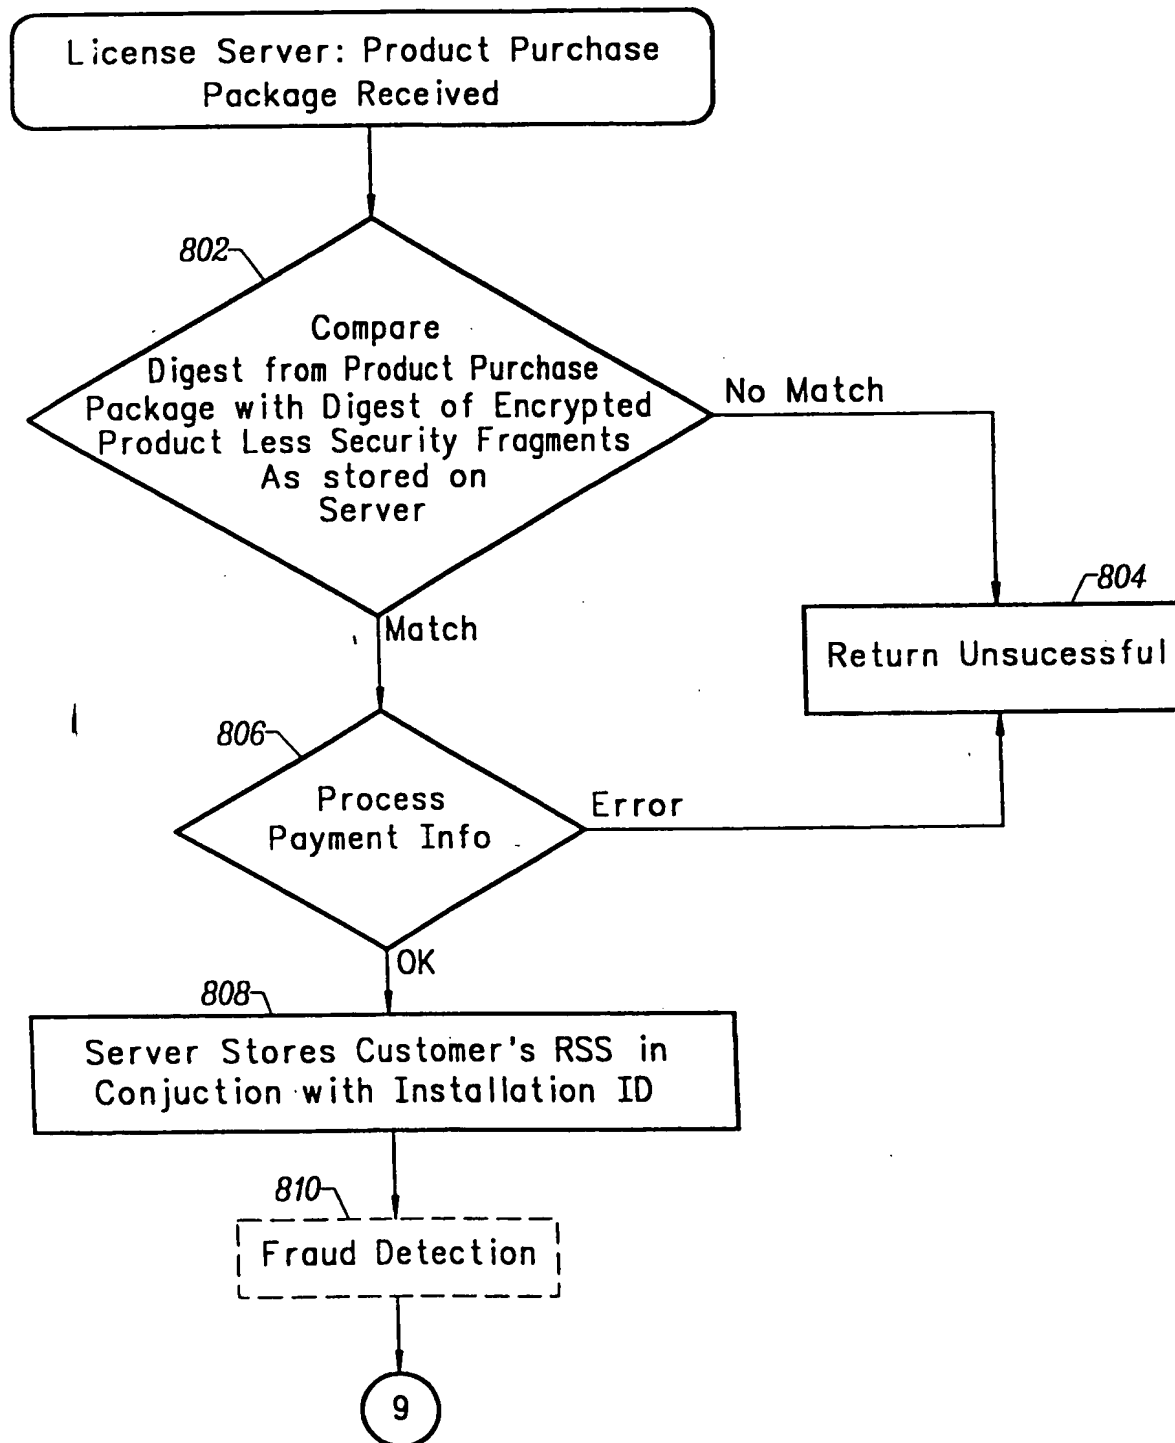 License Server: Product Purchase
Package Received
802
Compare
Digest from Product Purchase
Package with Digest of Encrypted
Product Less Security Fragments
As stored on
Server
No Match
804
Return Unsucessful
Match
806
Process
Payment Info
Error
OK
808
Server Stores Customer's RSS in
Conjuction with Installation ID
810
Fraud Detection
9